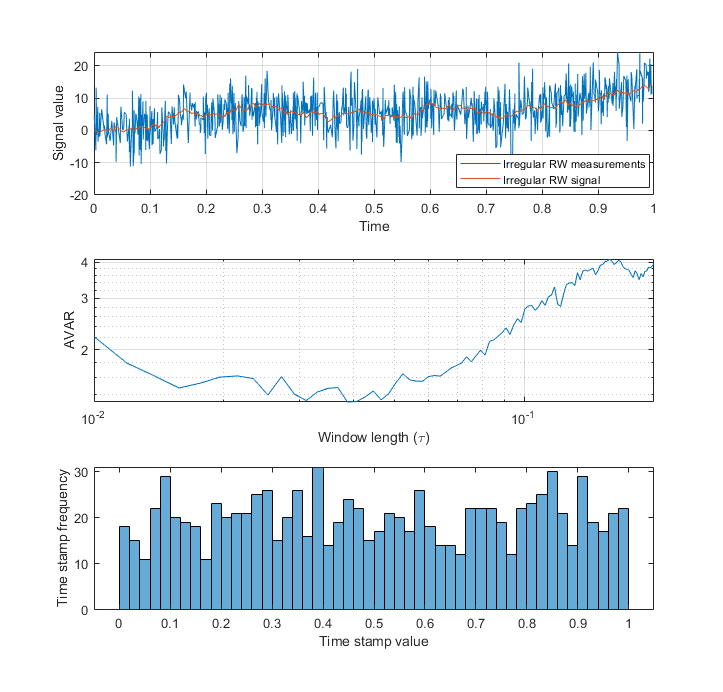 20
10
0
-10
-20
Signal value
Irregular RW measurements
Irregular RW signal
0 0.1 0.2 0.3 0.4 0.5 0.6 0.7 0.8 0.9 1
Time
4
3
2
AVAR
10-2 10-1
Window length (τ)
30
20
10
0
Time stamp frequency
0 0.1 0.2 0.3 0.4 0.5 0.6 0.7 0.8 0.9 1
Time stamp value